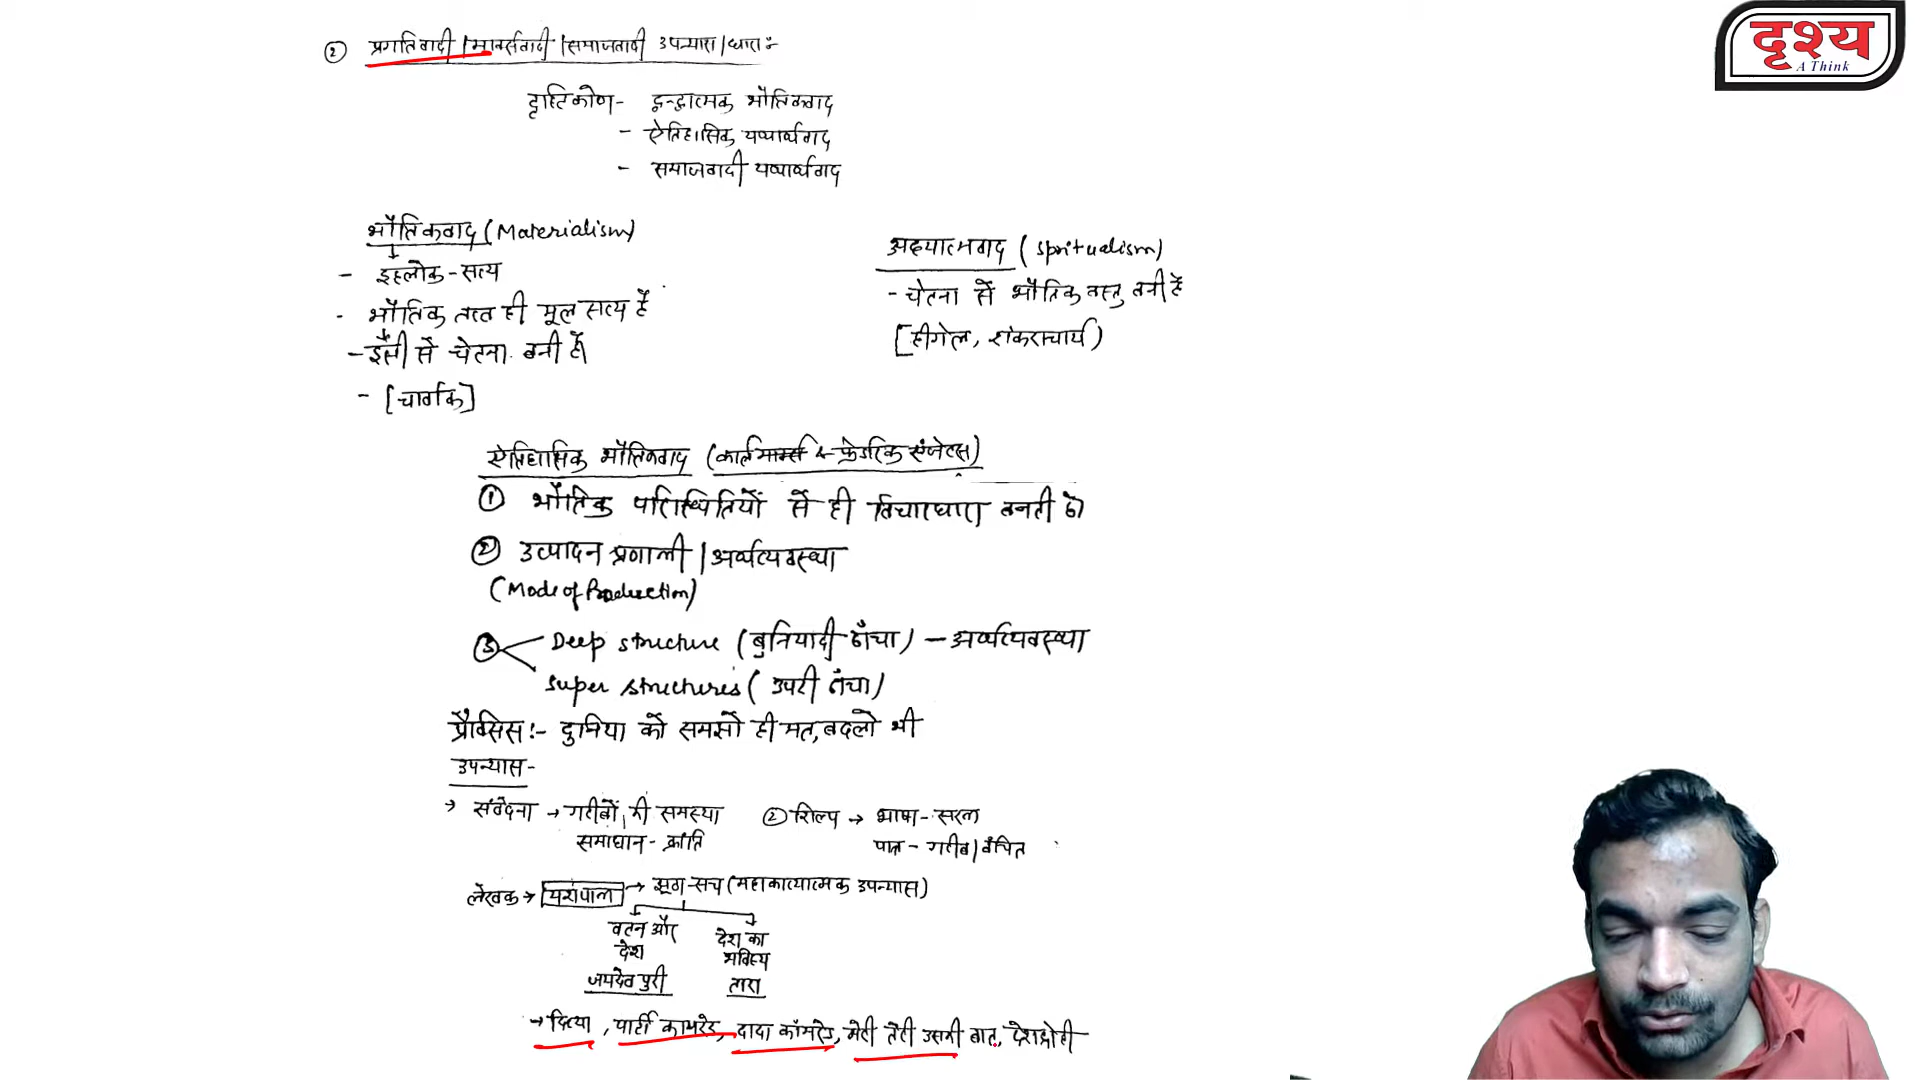 ② प्रगतिवादी | मार्क्सवादी | समाजवादी उपन्यास | धारा :-
दृश्य
A Think
दृष्टिकोण - द्वन्द्वात्मक भौतिकवाद
- ऐतिहासिक यथार्थवाद
- समाजवादी यथार्थवाद
भौतिकवाद (Materialism)
- इहलोक - सत्य
- भौतिक तत्व ही मूल सत्य है
- इसी से चेतना बनी है
- [चार्वाक]
अध्यात्मवाद (Spritualism)
- चेतना से भौतिक वस्तु बनी है
[हीगेल, शंकराचार्य)
ऐतिहासिक भौतिकवाद (कार्ल मार्क्स & फ्रेडरिक एंजेल्स)
① भौतिक परिस्थितियों से ही विचारधारा बनती है
② उत्पादन प्रणाली | अर्थव्यवस्था
(Mode of Production)
③ Deep structure (बुनियादी ढाँचा) - अर्थव्यवस्था
super structures (उपरी ढाँचा)
प्रैक्सिस :- दुनिया को समझो ही मत, बदलो भी
उपन्यास -
→ संवेदना → गरीबों की समस्या
समाधान - क्रांति
② शिल्प → भाषा - सरल
पात्र - गरीब | वंचित
लेखक → यशपाल → झूठा-सच (महाकाव्यात्मक उपन्यास)
वतन और देश
देश का भविष्य
जयदेव पुरी
तारा
→ दिव्या, पार्टी कामरेड, दादा कॉमरेड, मेरी तेरी उसकी बात, देशद्रोही